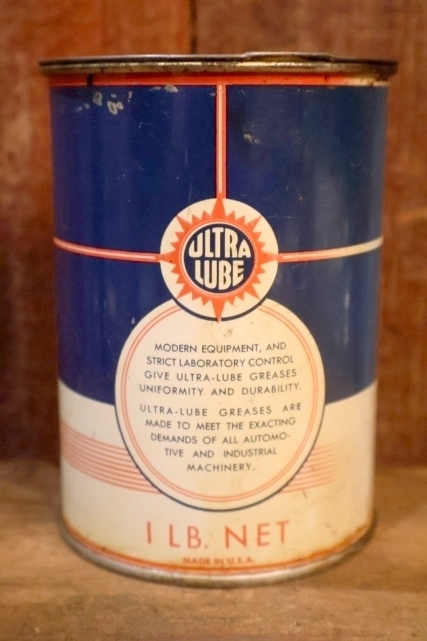 ULTRA
LUBE
MODERN EQUIPMENT, AND
STRICT LABORATORY CONTROL
GIVE ULTRA-LUBE GREASES
UNIFORMITY AND DURABILITY.
ULTRA-LUBE GREASES ARE
MADE TO MEET THE EXACTING
DEMANDS OF ALL AUTOMO-
TIVE AND INDUSTRIAL
MACHINERY.
1 LB. NET
MADE IN U.S.A.